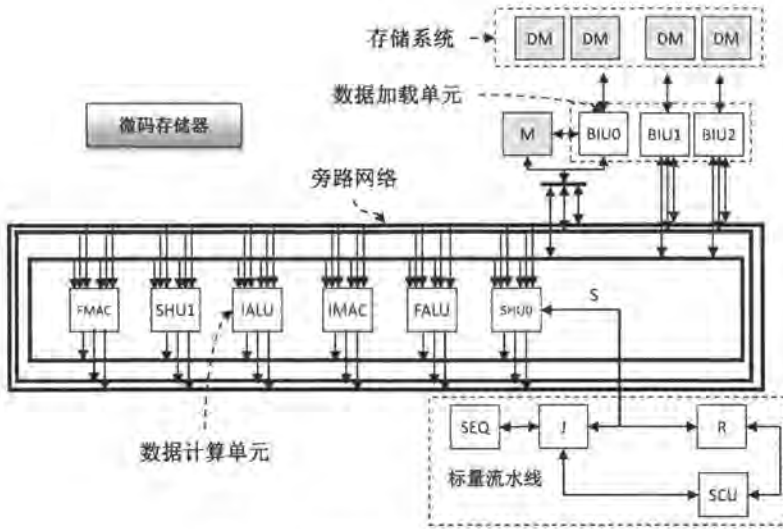 存储系统
DM DM DM DM
数据加载单元
微码存储器
M BIU0 BIU1 BIU2
旁路网络
FMAC SHU1 IALU IMAC FALU SHU0
S
SEQ I R
数据计算单元
标量流水线
SCU